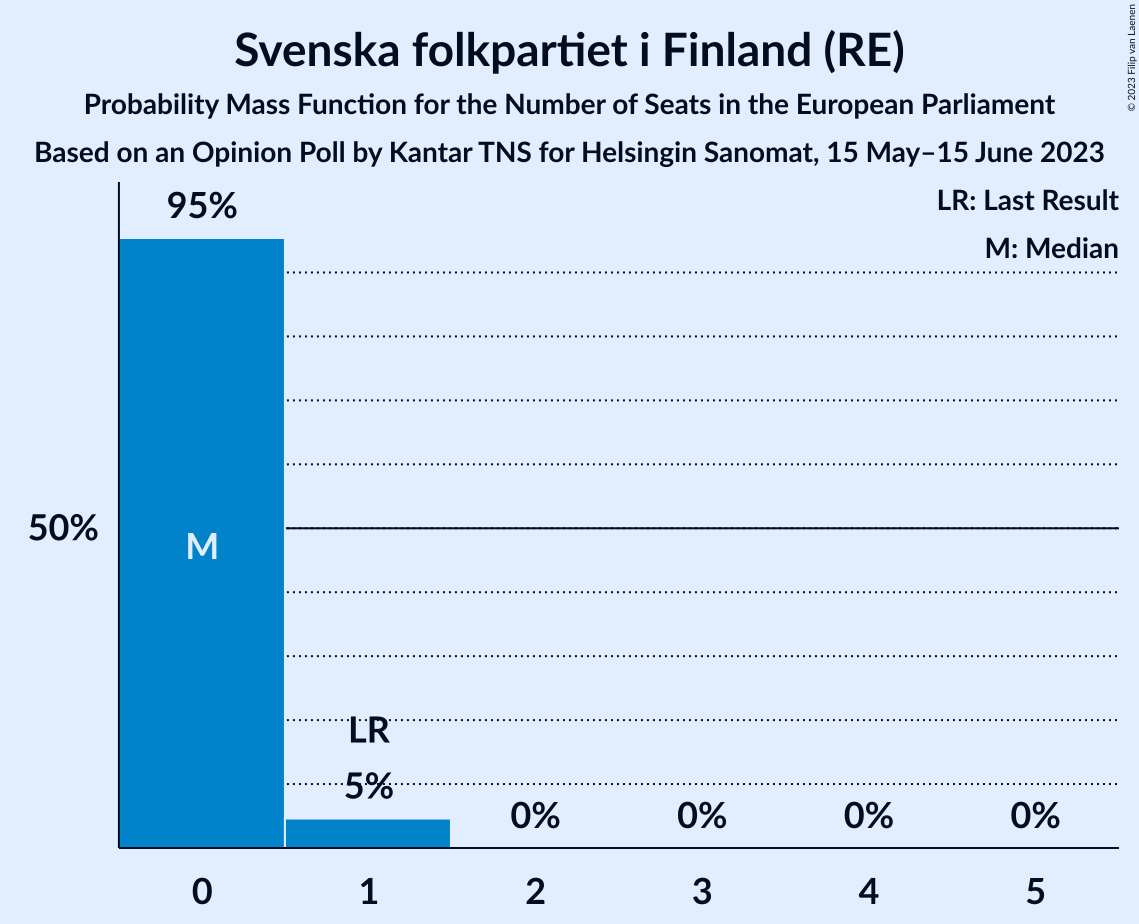 Svenska folkpartiet i Finland (RE)
Probability Mass Function for the Number of Seats in the European Parliament
Based on an Opinion Poll by Kantar TNS for Helsingin Sanomat, 15 May–15 June 2023
© 2023 Filip van Laenen
LR: Last Result
M: Median
95%
50%
M
LR
5%
0%
0%
0%
0%
0
1
2
3
4
5